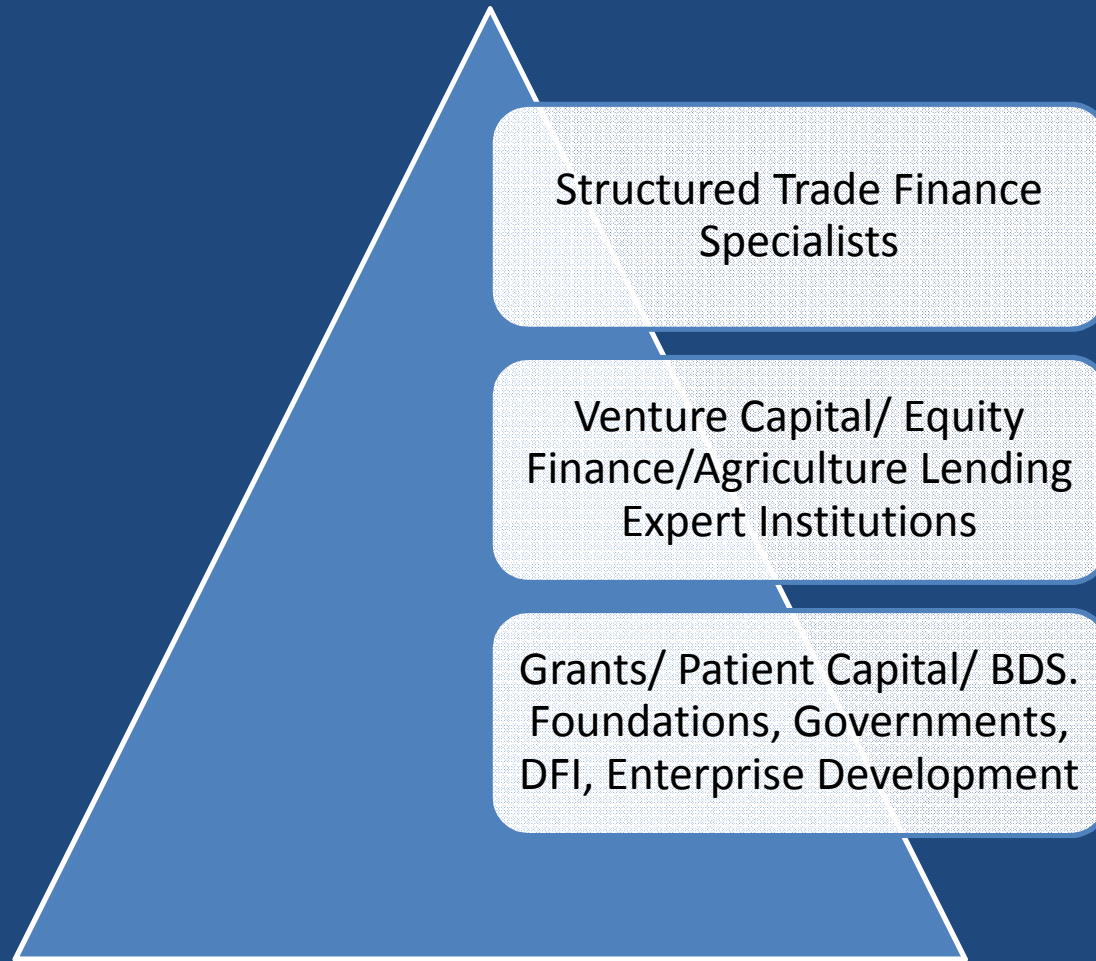 Structured Trade Finance
Specialists
Venture Capital/ Equity
Finance/Agriculture Lending
Expert Institutions
Grants/ Patient Capital/ BDS.
Foundations, Governments,
DFI, Enterprise Development